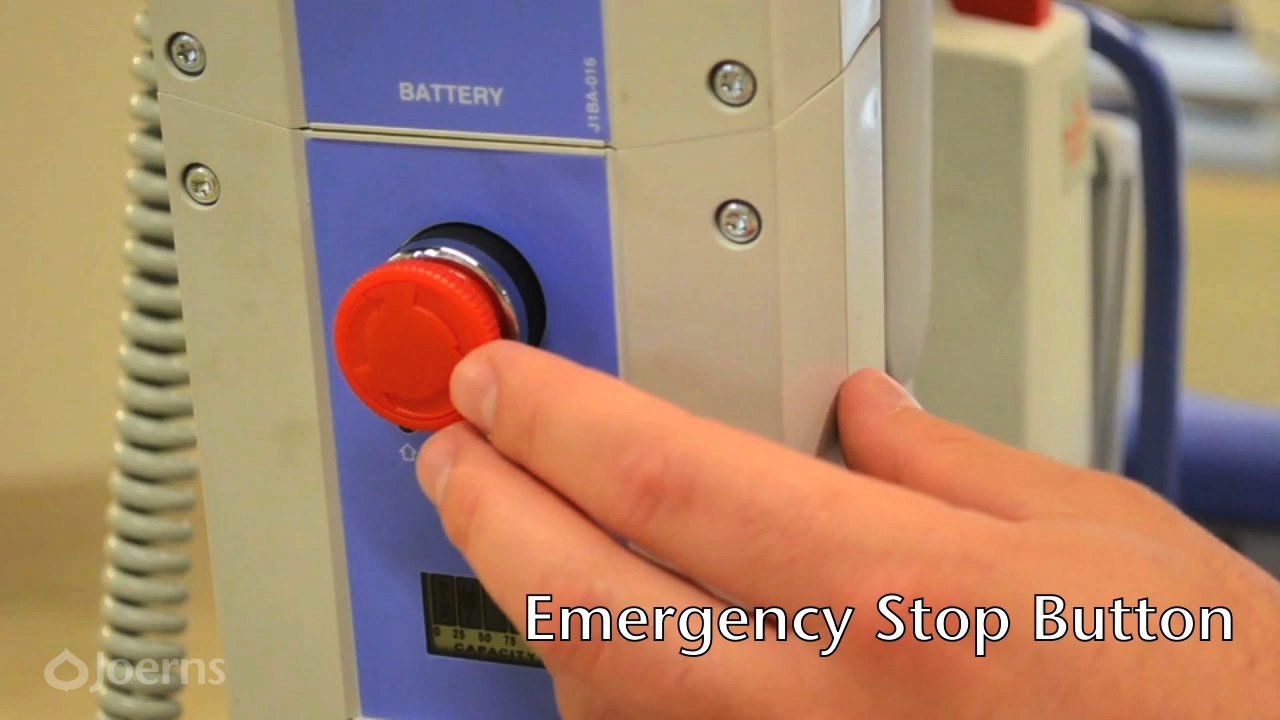 BATTERY
J1BA-016
0 25 50 75
CAPACITY
Emergency Stop Button
Joerns